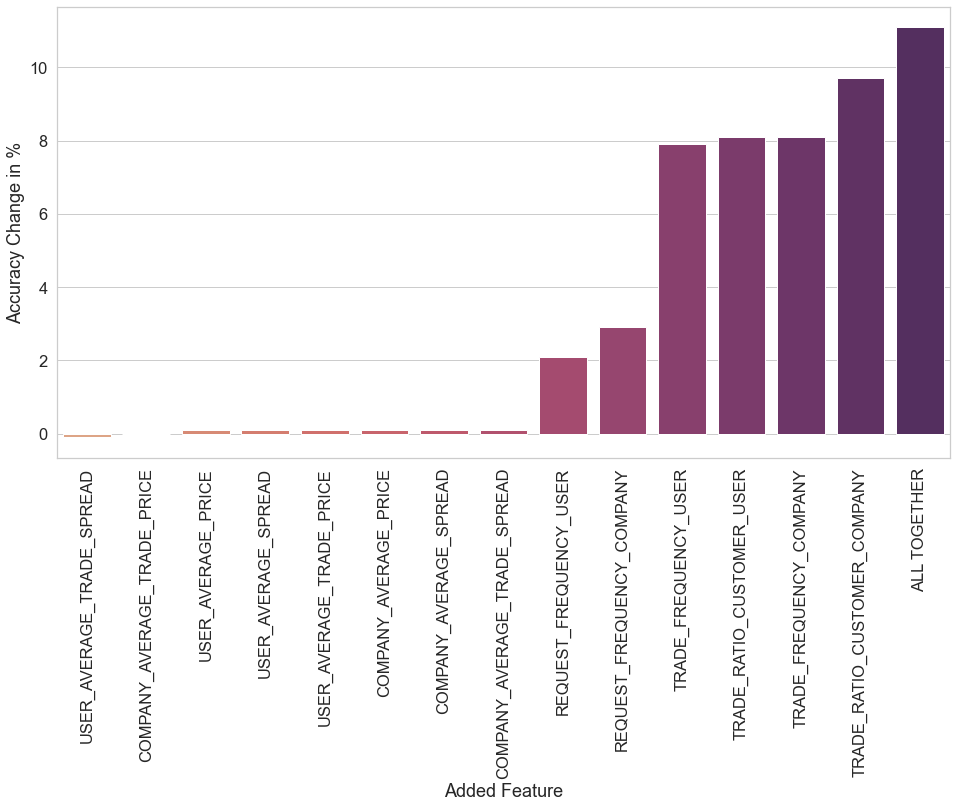 Accuracy Change in %
10
8
6
4
2
0
USER_AVERAGE_TRADE_SPREAD
COMPANY_AVERAGE_TRADE_PRICE
USER_AVERAGE_PRICE
USER_AVERAGE_SPREAD
USER_AVERAGE_TRADE_PRICE
COMPANY_AVERAGE_PRICE
COMPANY_AVERAGE_SPREAD
COMPANY_AVERAGE_TRADE_SPREAD
REQUEST_FREQUENCY_USER
REQUEST_FREQUENCY_COMPANY
TRADE_FREQUENCY_USER
TRADE_RATIO_CUSTOMER_USER
TRADE_FREQUENCY_COMPANY
TRADE_RATIO_CUSTOMER_COMPANY
ALL TOGETHER
Added Feature